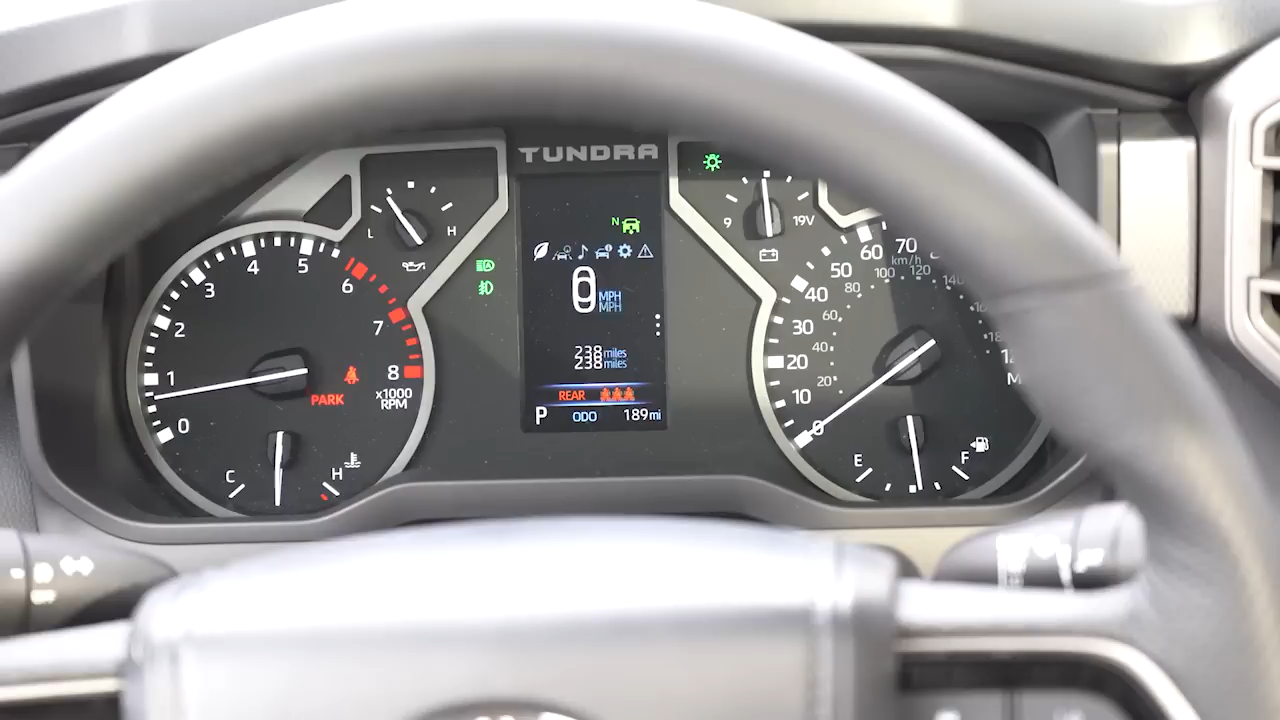 TUNDRA
L H
9 19V
N
0 MPH
MPH
238 miles
238 miles
REAR
P ODO 189mi
0 1 2 3 4 5 6 7 8
x1000
RPM
PARK
C H
0 10 20 30 40 50 60 70
km/h
20 40 60 80 100 120 140
E F